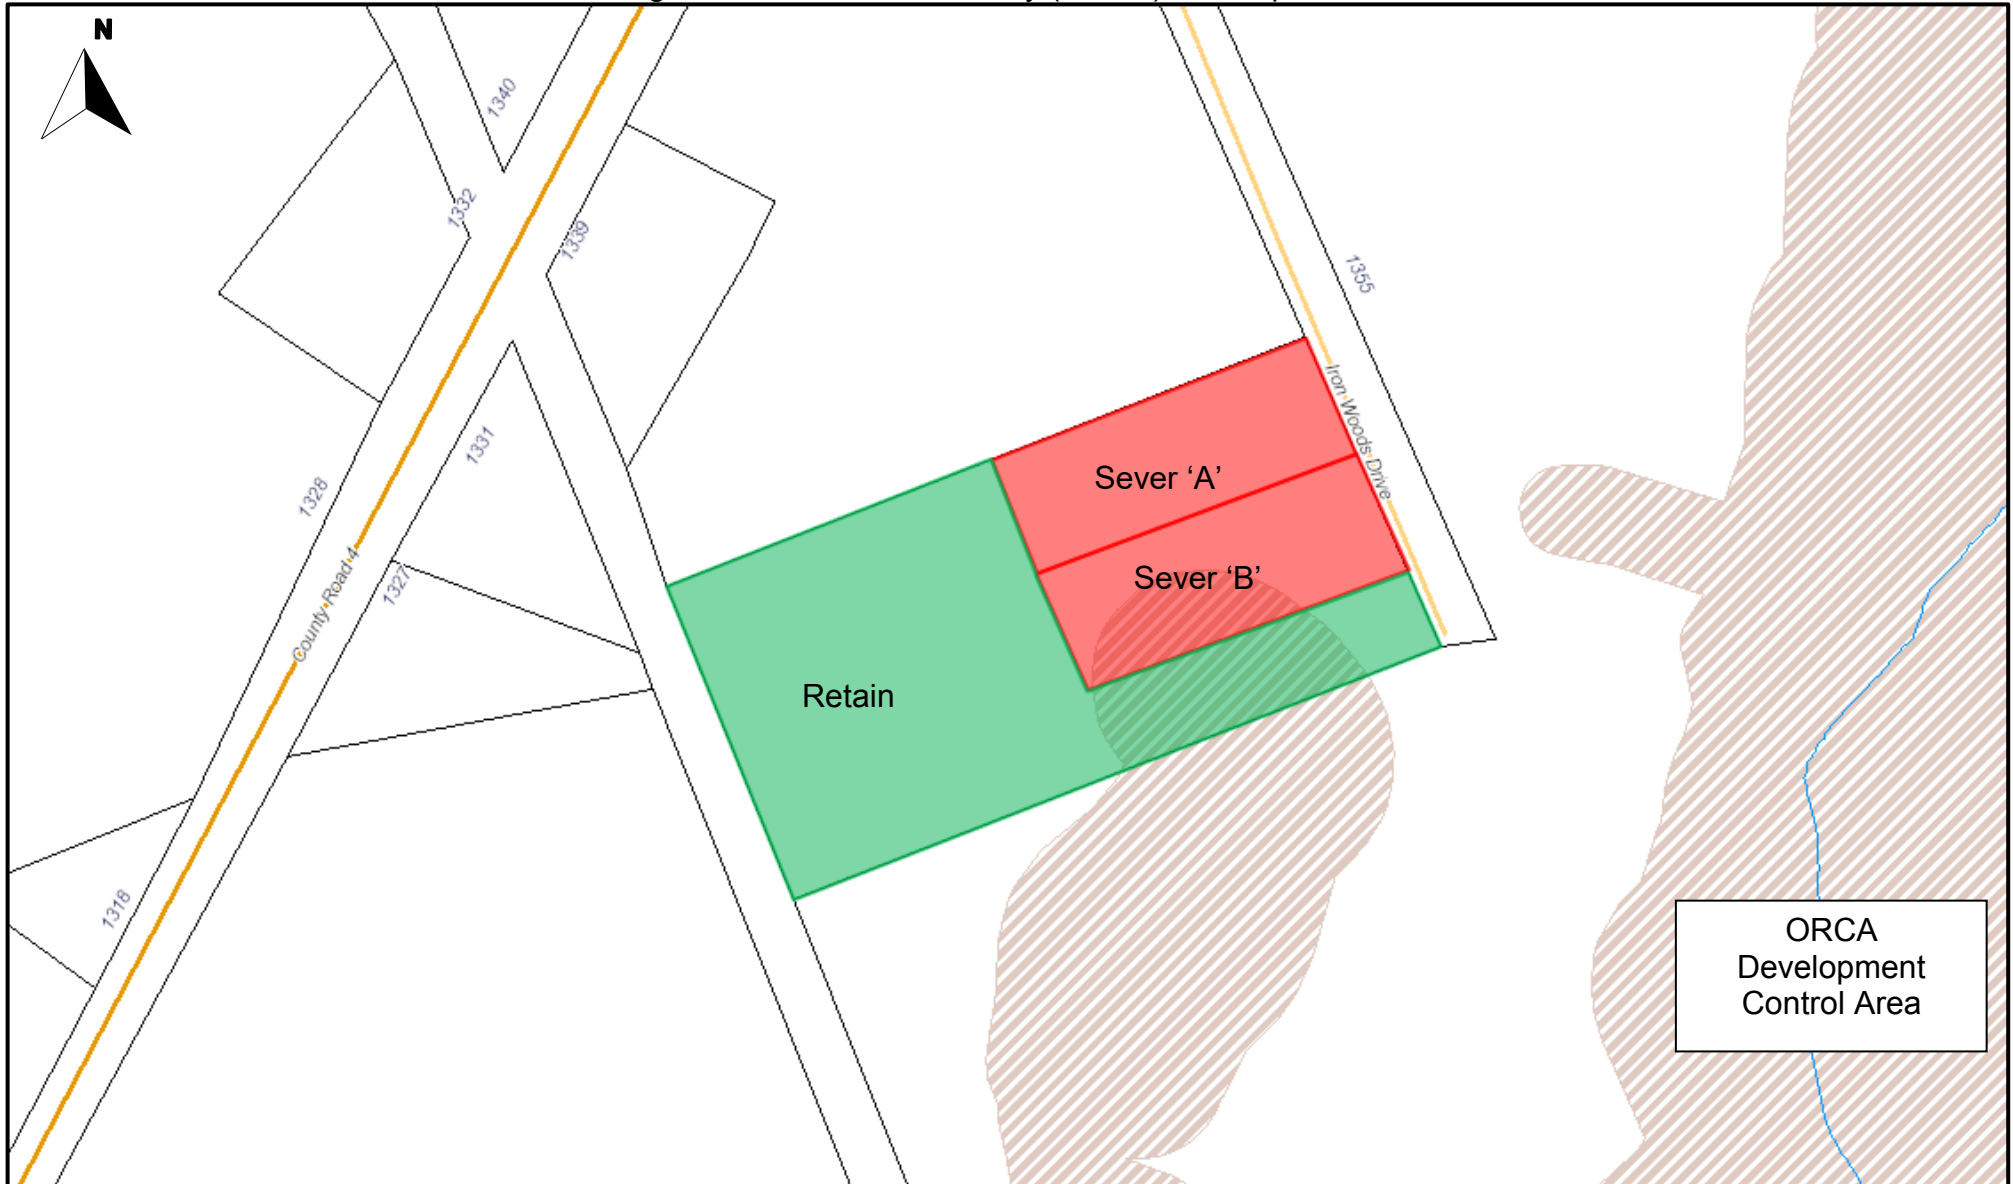 N
1340
1332
1339
1355
Iron Woods Drive
1331
Sever ‘A’
1328
County Road 4
1327
Sever ‘B’
Retain
1318
ORCA
Development
Control Area